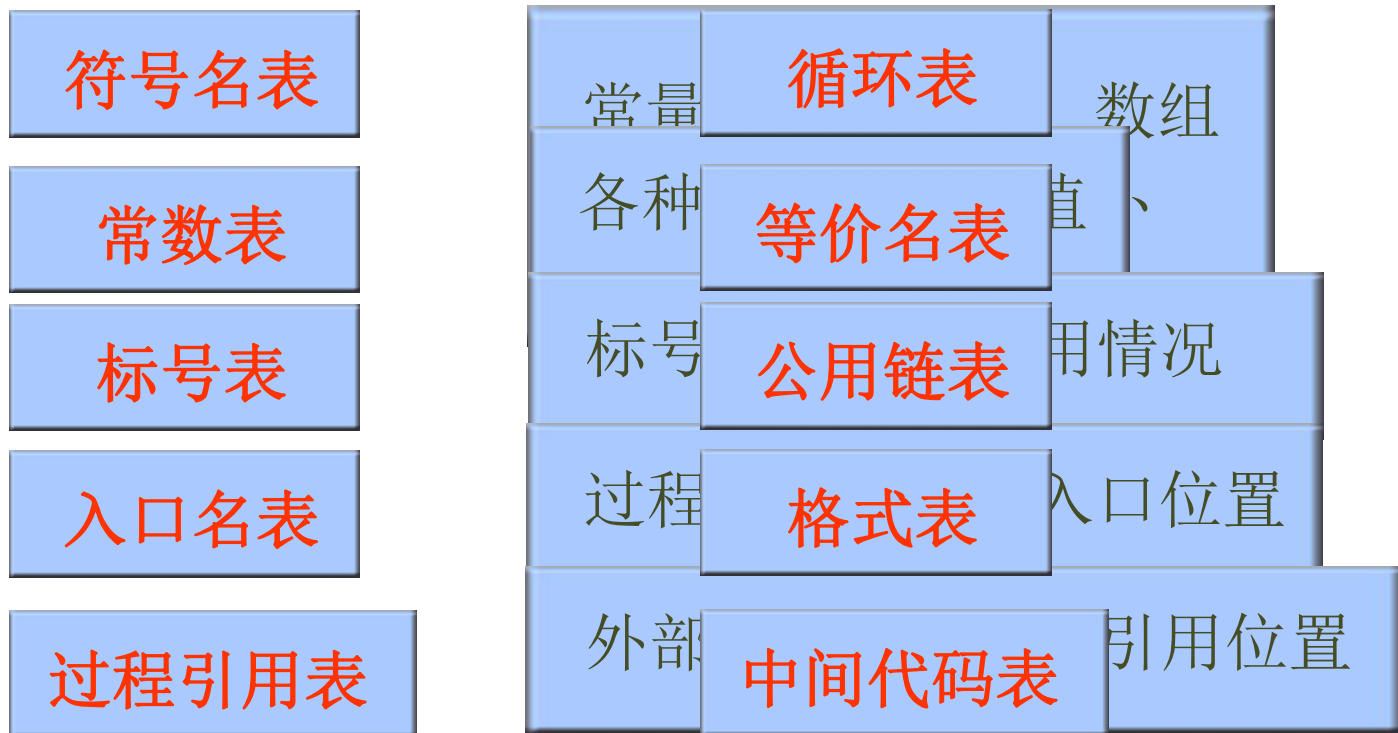 符号名表
常数表
标号表
入口名表
过程引用表
循环表
等价名表
公用链表
格式表
中间代码表
常量 数组
各种 值 、
标号 用情况
过程 入口位置
外部 引用位置